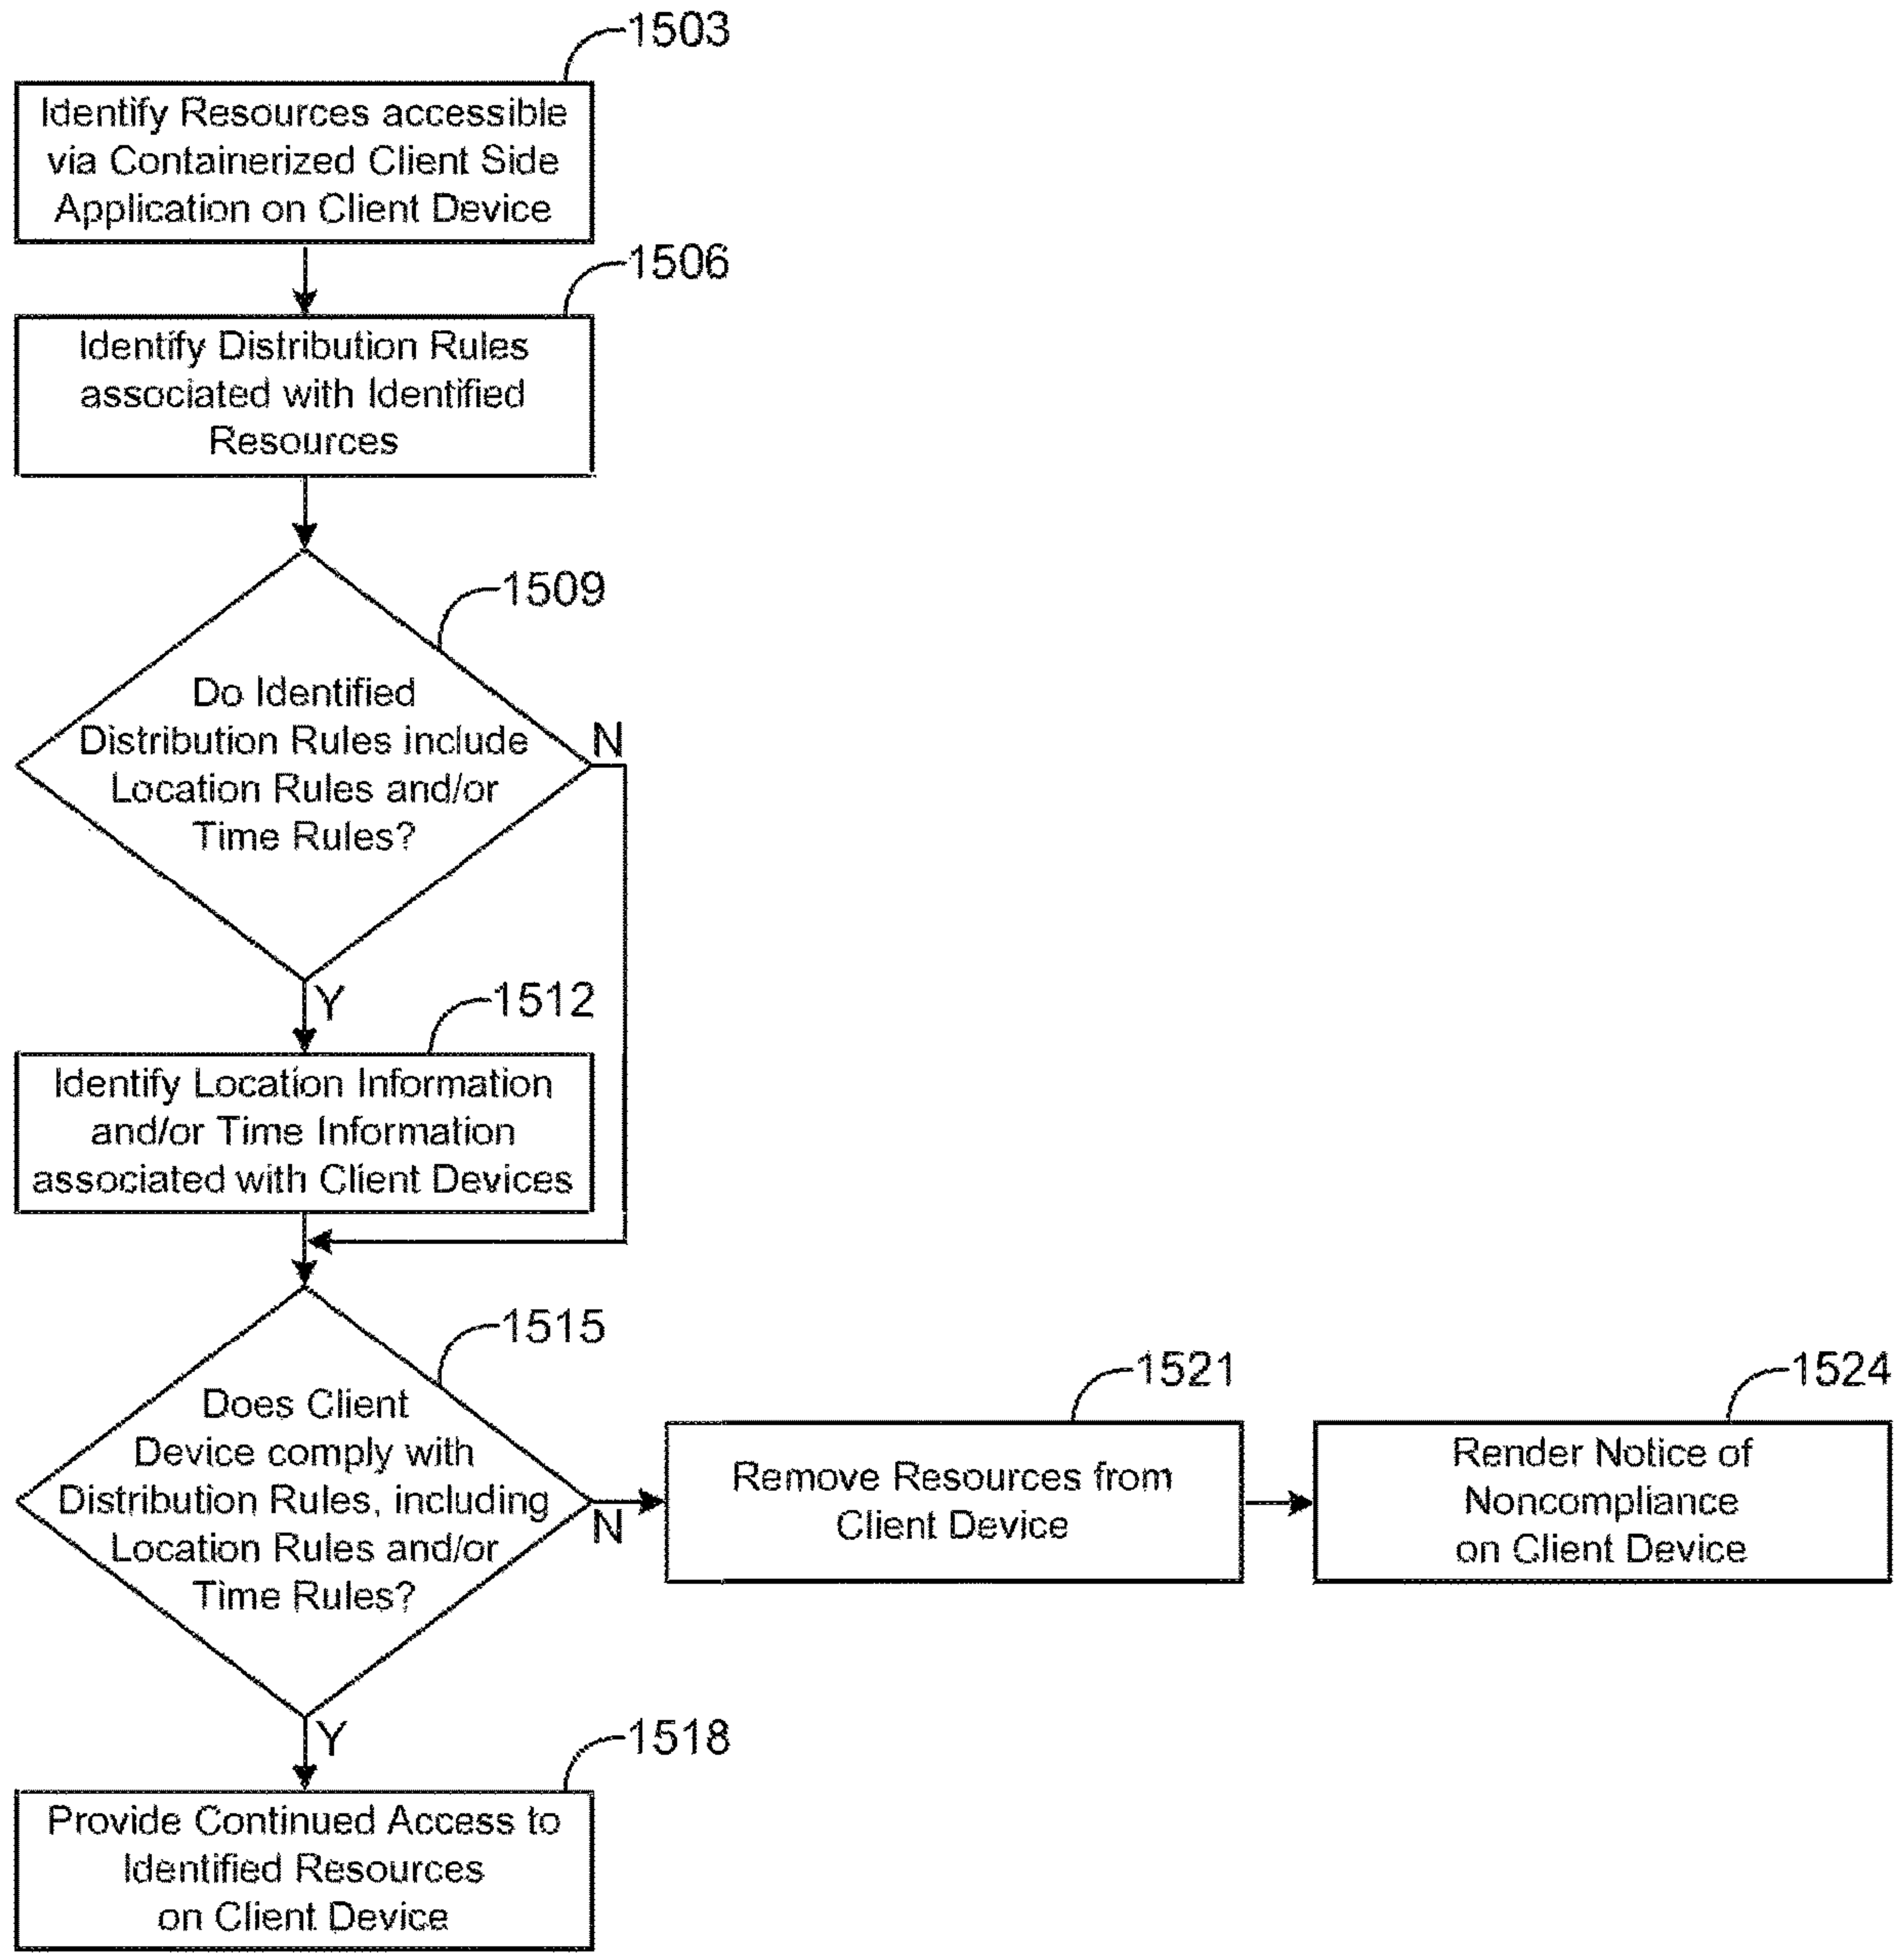 1503
Identify Resources accessible
via Containerized Client Side
Application on Client Device
1506
Identify Distribution Rules
associated with Identified
Resources
1509
Do Identified
Distribution Rules include
Location Rules and/or
Time Rules?
N
Y
1512
Identify Location Information
and/or Time Information
associated with Client Devices
1515
Does Client
Device comply with
Distribution Rules, including
Location Rules and/or
Time Rules?
N
Y
1521
Remove Resources from
Client Device
1524
Render Notice of
Noncompliance
on Client Device
1518
Provide Continued Access to
Identified Resources
on Client Device